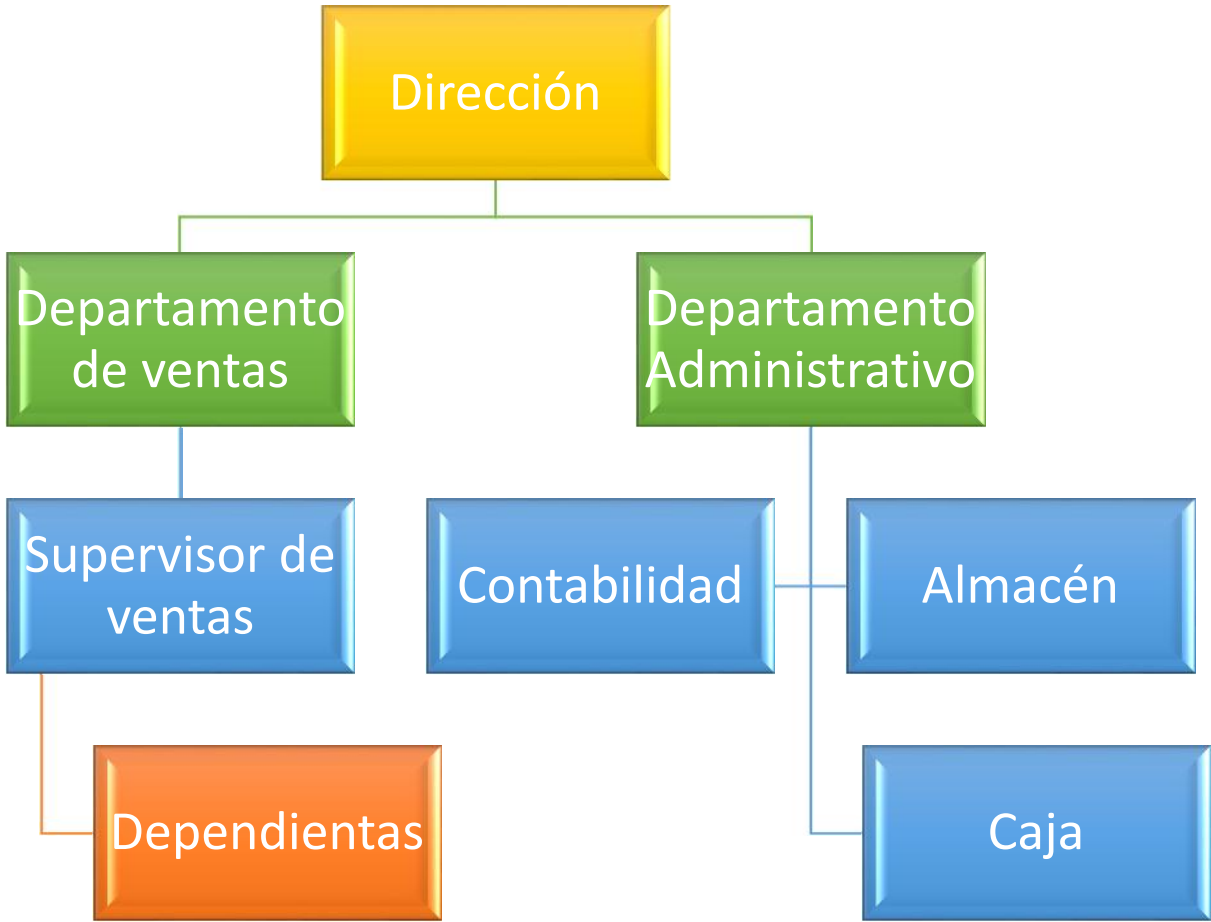 Dirección
Departamento
de ventas
Departamento
Administrativo
Supervisor de
ventas
Contabilidad
Almacén
Dependientas
Caja